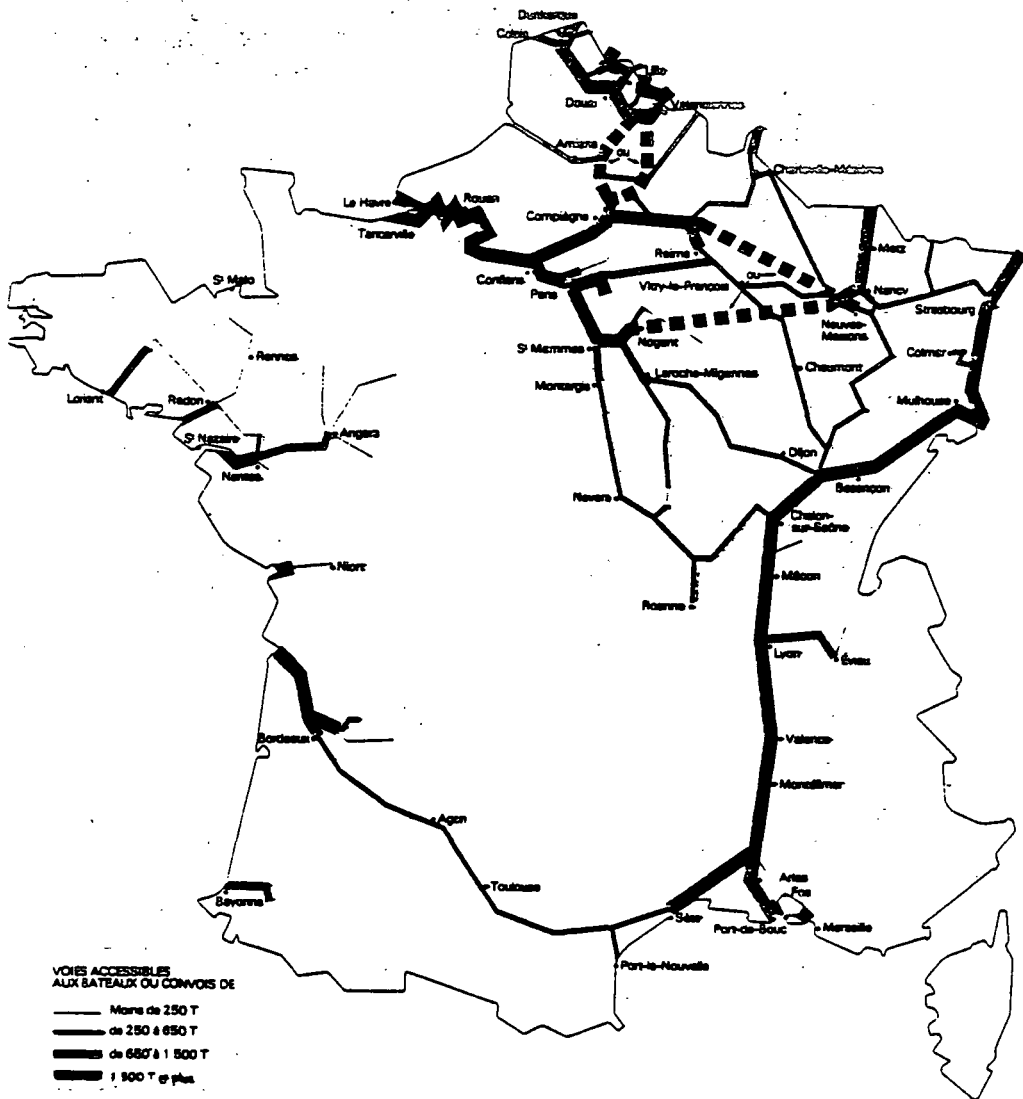 Dunkerque
Calais
Lille
Douai
Valenciennes
Amiens
ou
Charleville-Mézières
Le Havre
Rouen
Tancarville
Compiègne
Reims
Metz
Conflans
Paris
Vitry-le-François
ou
Nancy
Strasbourg
St Malo
Nogent
Neuves-Maisons
St Mammes
Colmar
Rennes
Montargis
Laroche-Migennes
Chaumont
Lorient
Redon
Mulhouse
St Nazaire
Angers
Nantes
Dijon
Besançon
Nevers
Chalon-
sur-Saône
Niort
Mâcon
Roanne
Lyon
Bordeaux
Valence
Montélimar
Agen
Toulouse
Arles
Fos
Bayonne
Sète
Port-de-Bouc
Marseille
Port-la-Nouvelle
VOIES ACCESSIBLES
AUX BATEAUX OU CONVOIS DE
Moins de 250 T
de 250 à 650 T
de 650 à 1 500 T
1 500 T et plus